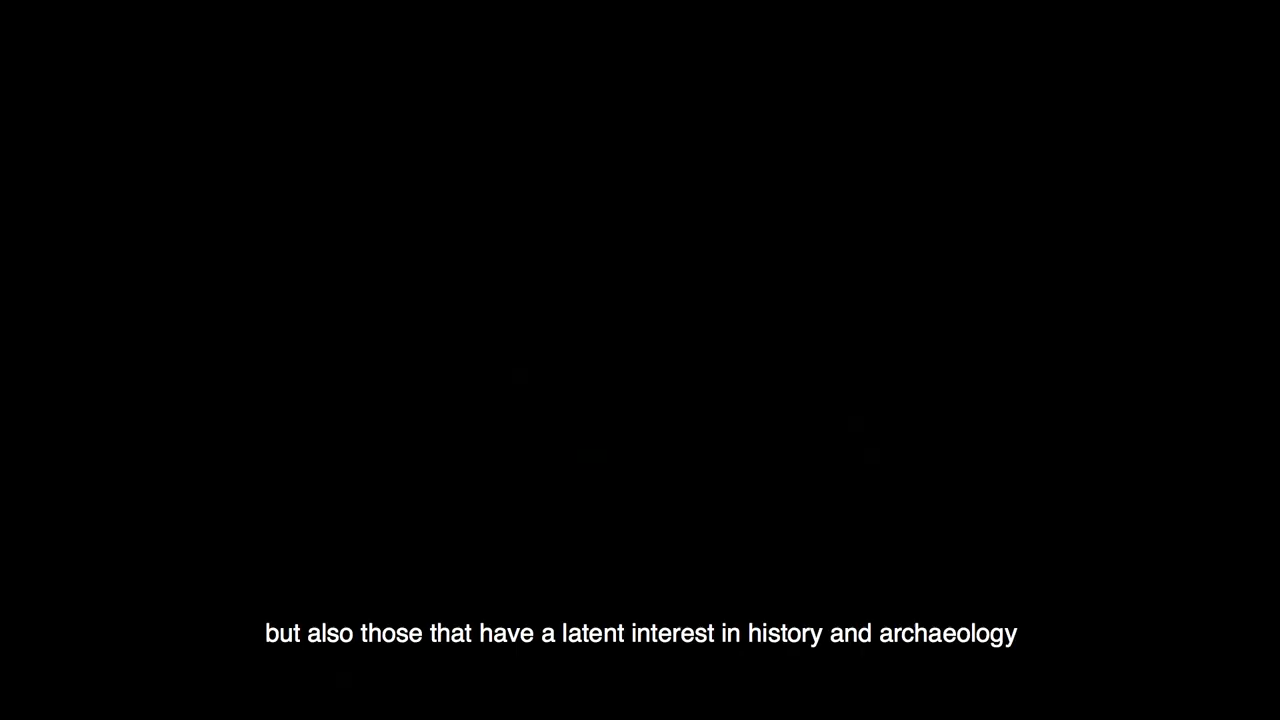 but also those that have a latent interest in history and archaeology